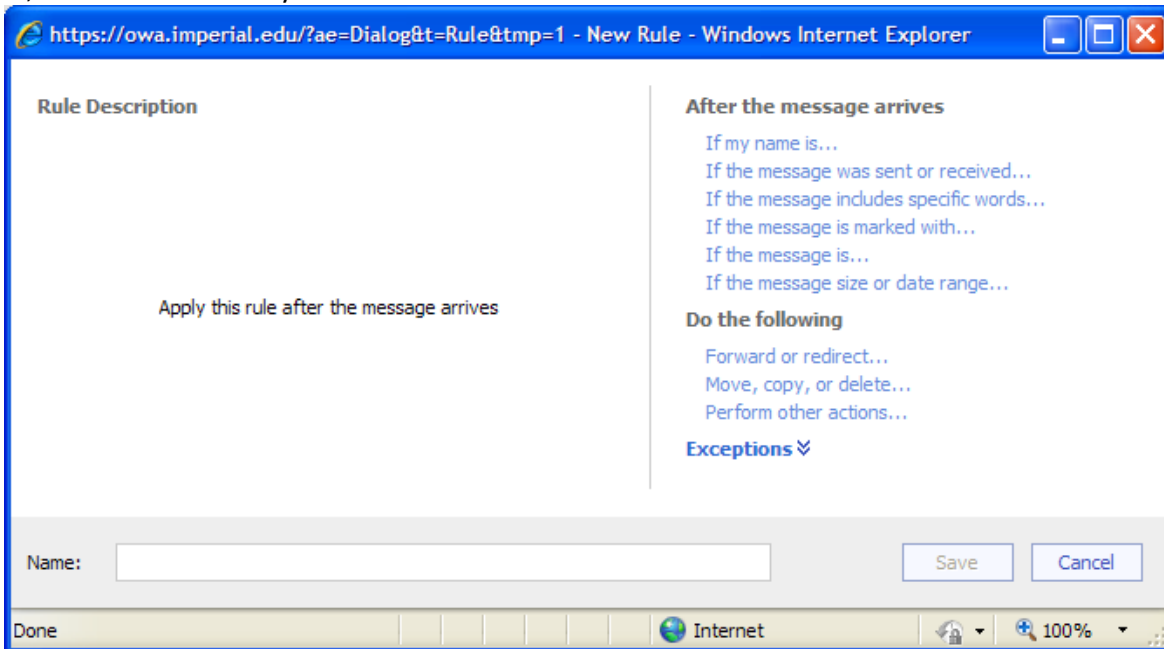 https://owa.imperial.edu/?ae=Dialog&t=Rule&tmp=1 - New Rule - Windows Internet Explorer
Rule Description
Apply this rule after the message arrives
After the message arrives
If my name is...
If the message was sent or received...
If the message includes specific words...
If the message is marked with...
If the message is...
If the message size or date range...
Do the following
Forward or redirect...
Move, copy, or delete...
Perform other actions...
Exceptions
Name:
Save
Cancel
Done
Internet
100%